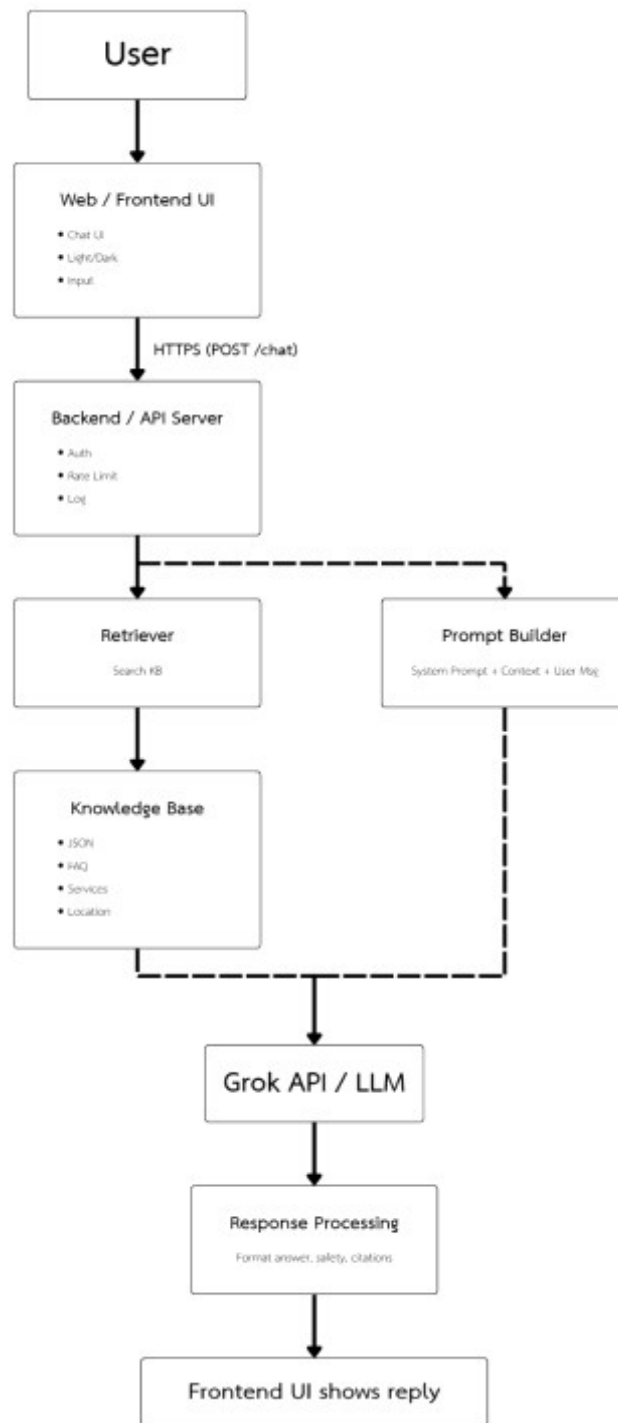 User
Web / Frontend UI
• Chat UI
• Light/Dark
• Input
HTTPS (POST /chat)
Backend / API Server
• Auth
• Rate Limit
• Log
Retriever
Search KB
Prompt Builder
System Prompt + Context + User Msg
Knowledge Base
• JSON
• FAQ
• Services
• Location
Grok API / LLM
Response Processing
Format answer, safety, citations
Frontend UI shows reply